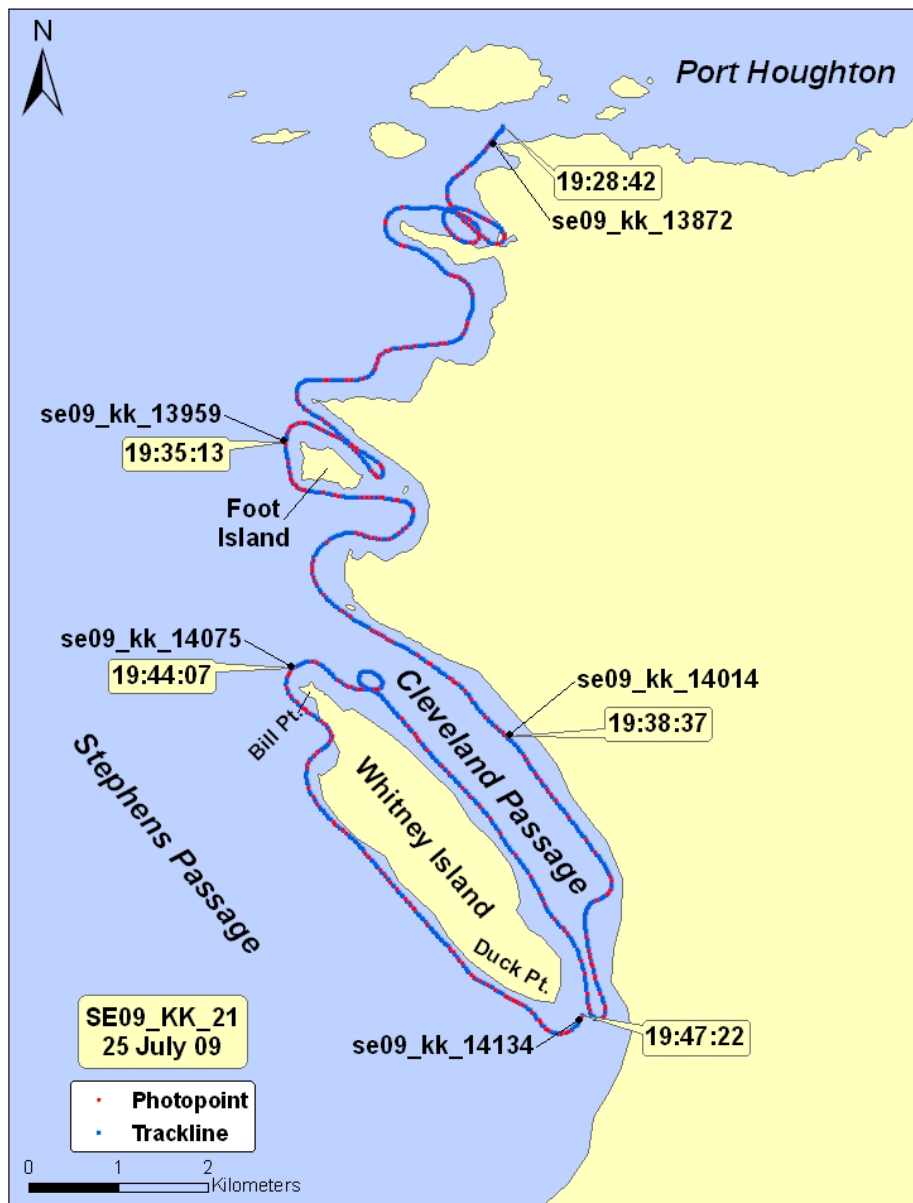 N
Port Houghton
19:28:42
se09_kk_13872
se09_kk_13959
19:35:13
Foot
Island
se09_kk_14075
19:44:07
se09_kk_14014
19:38:37
Cleveland Passage
Bill Pt.
Whitney Island
Stephens Passage
Duck Pt.
SE09_KK_21
25 July 09
se09_kk_14134
19:47:22
Photopoint
Trackline
0 1 2
Kilometers